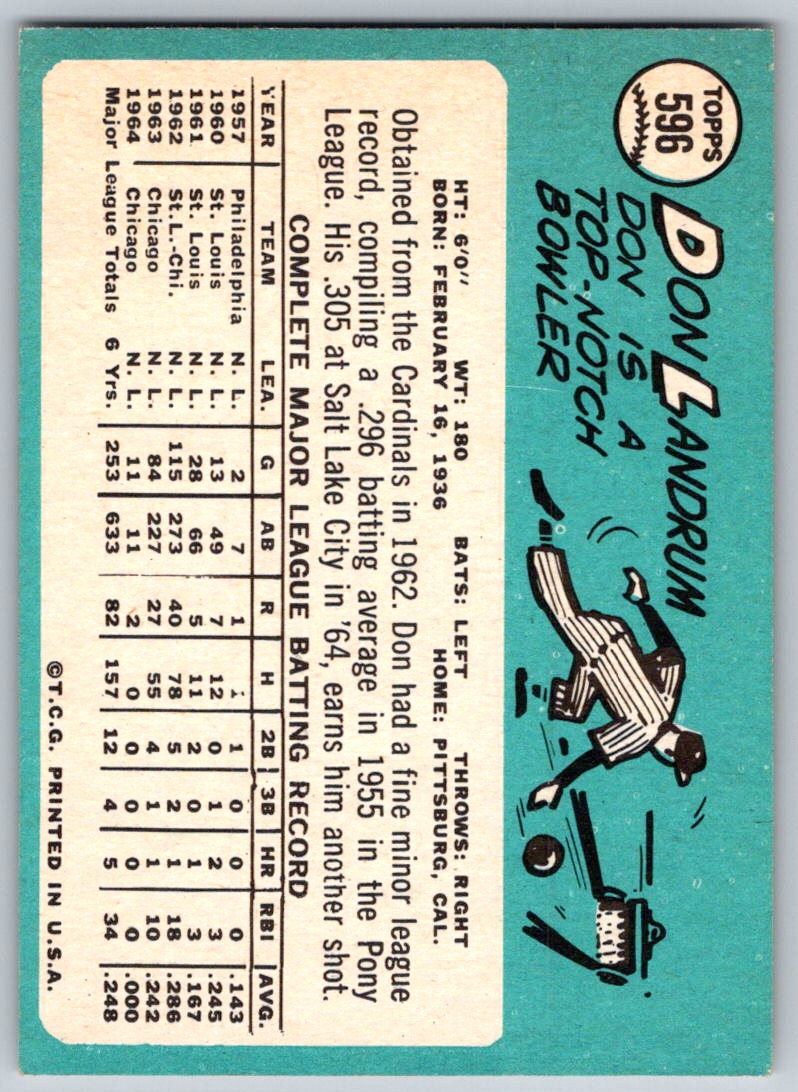 TOPPS
596
DON LANDRUM
DON IS A
TOP-NOTCH
BOWLER
HT: 6'0" WT: 180 BATS: LEFT THROWS: RIGHT
BORN: FEBRUARY 16, 1936 HOME: PITTSBURG, CAL.
Obtained from the Cardinals in 1962. Don had a fine minor league
record, compiling a .296 batting average in 1955 in the Pony
League. His .305 at Salt Lake City in '64, earns him another shot.
COMPLETE MAJOR LEAGUE BATTING RECORD
YEAR TEAM LEA. G AB R H 2B 3B HR RBI AVG.
1957 Philadelphia N. L. 2 7 1 1 1 0 0 0 .143
1960 St. Louis N. L. 13 49 7 12 0 1 2 3 .245
1961 St. Louis N. L. 28 66 5 11 2 0 1 3 .167
1962 St.L.-Chi. N. L. 115 273 40 78 5 2 1 18 .286
1963 Chicago N. L. 84 227 27 55 4 1 1 10 .242
1964 Chicago N. L. 11 11 2 0 0 0 0 0 .000
Major League Totals 6 Yrs. 253 633 82 157 12 4 5 34 .248
©T.C.G. PRINTED IN U.S.A.